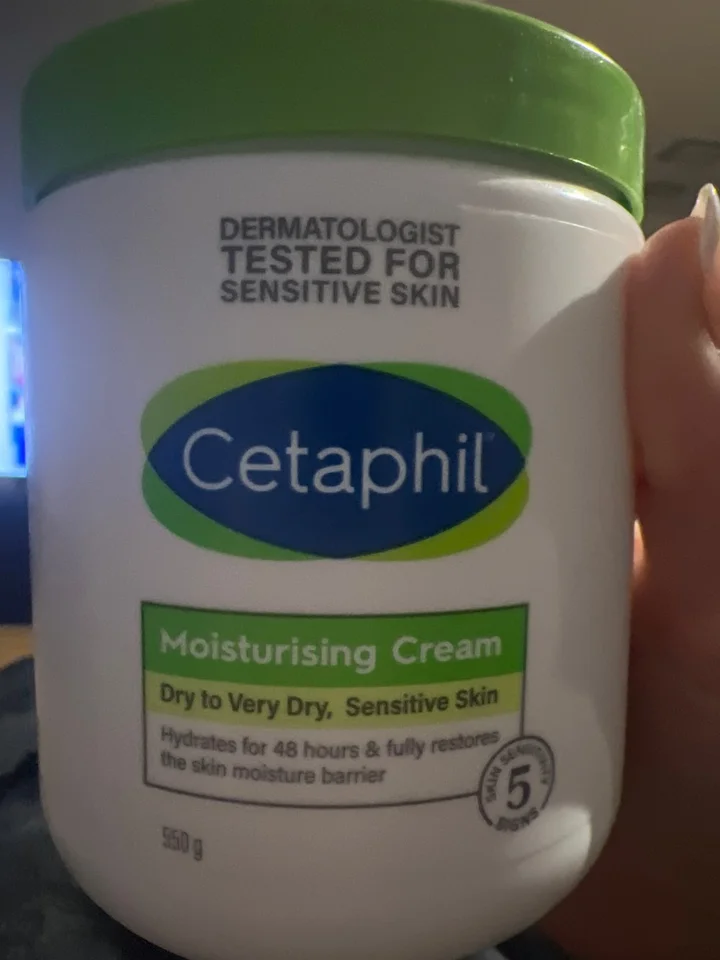 DERMATOLOGIST
TESTED FOR
SENSITIVE SKIN
Cetaphil
Moisturising Cream
Dry to Very Dry, Sensitive Skin
Hydrates for 48 hours & fully restores
the skin moisture barrier
SKIN SENSITIVITY
5
SIGNS
550 g